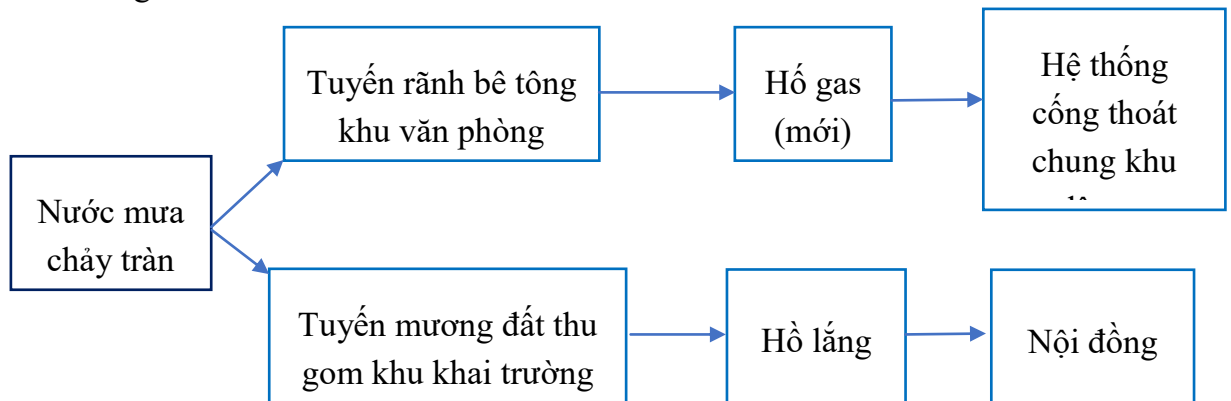 Nước mưa
chảy tràn
Tuyến rãnh bê tông
khu văn phòng
Hố gas
(mới)
Hệ thống
cống thoát
chung khu
Tuyến mương đất thu
gom khu khai trường
Hồ lắng
Nội đồng